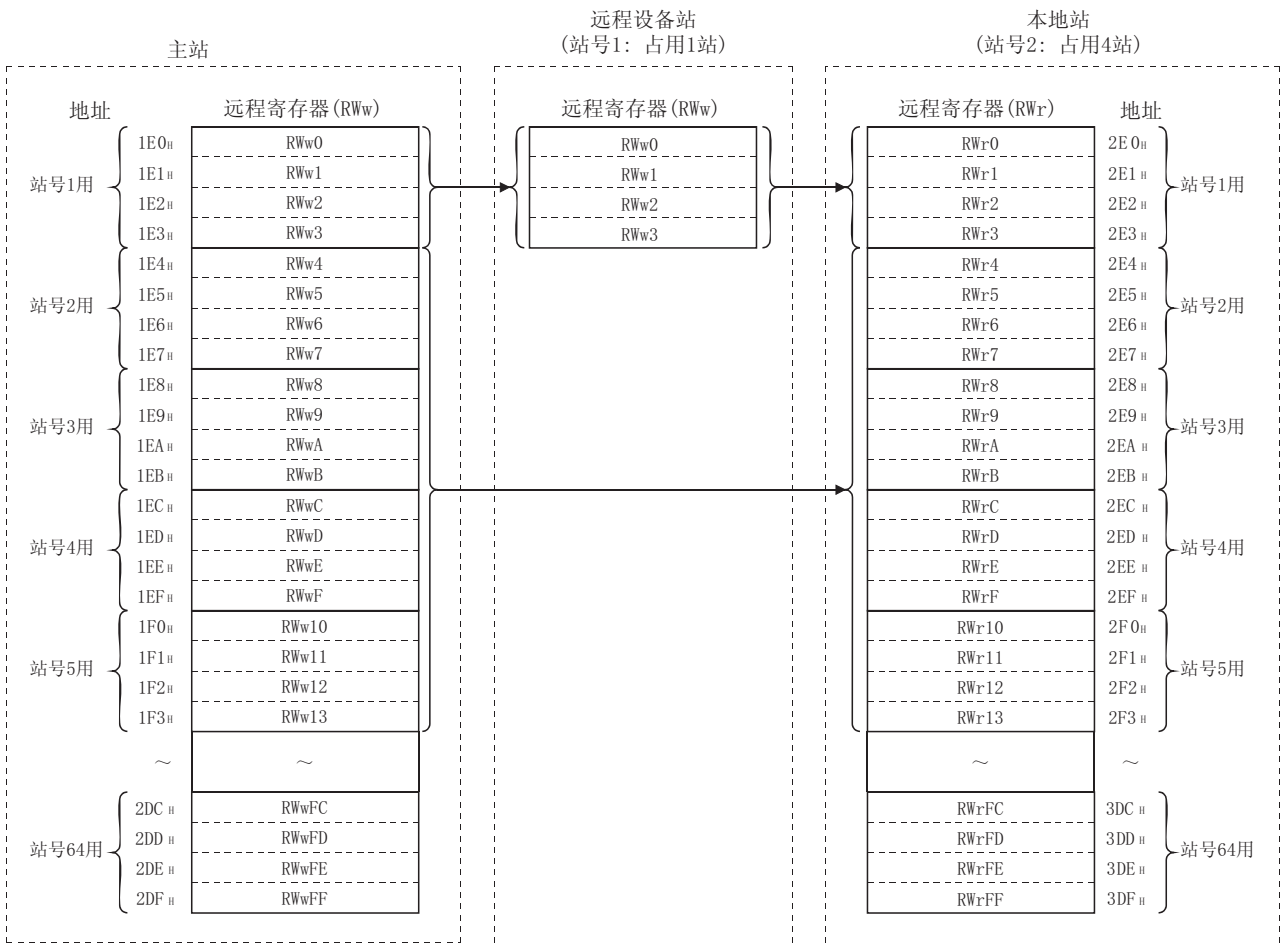 主站
远程设备站
(站号1: 占用1站)
本地站
(站号2: 占用4站)
地址 远程寄存器(RWw) 远程寄存器(RWw) 远程寄存器(RWr) 地址
1E0H RWw0 RWw0 RWr0 2E0H
1E1H RWw1 RWw1 RWr1 2E1H
站号1用 站号1用
1E2H RWw2 RWw2 RWr2 2E2H
1E3H RWw3 RWw3 RWr3 2E3H
1E4H RWw4 RWr4 2E4H
1E5H RWw5 RWr5 2E5H
站号2用 站号2用
1E6H RWw6 RWr6 2E6H
1E7H RWw7 RWr7 2E7H
1E8H RWw8 RWr8 2E8H
1E9H RWw9 RWr9 2E9H
站号3用 站号3用
1EAH RWwA RWrA 2EAH
1EBH RWwB RWrB 2EBH
1ECH RWwC RWrC 2ECH
1EDH RWwD RWrD 2EDH
站号4用 站号4用
1EEH RWwE RWrE 2EEH
1EFH RWwF RWrF 2EFH
1F0H RWw10 RWr10 2F0H
1F1H RWw11 RWr11 2F1H
站号5用 站号5用
1F2H RWw12 RWr12 2F2H
1F3H RWw13 RWr13 2F3H
～ ～ ～ ～
2DCH RWwFC RWrFC 3DCH
2DDH RWwFD RWrFD 3DDH
站号64用 站号64用
2DEH RWwFE RWrFE 3DEH
2DFH RWwFF RWrFF 3DFH